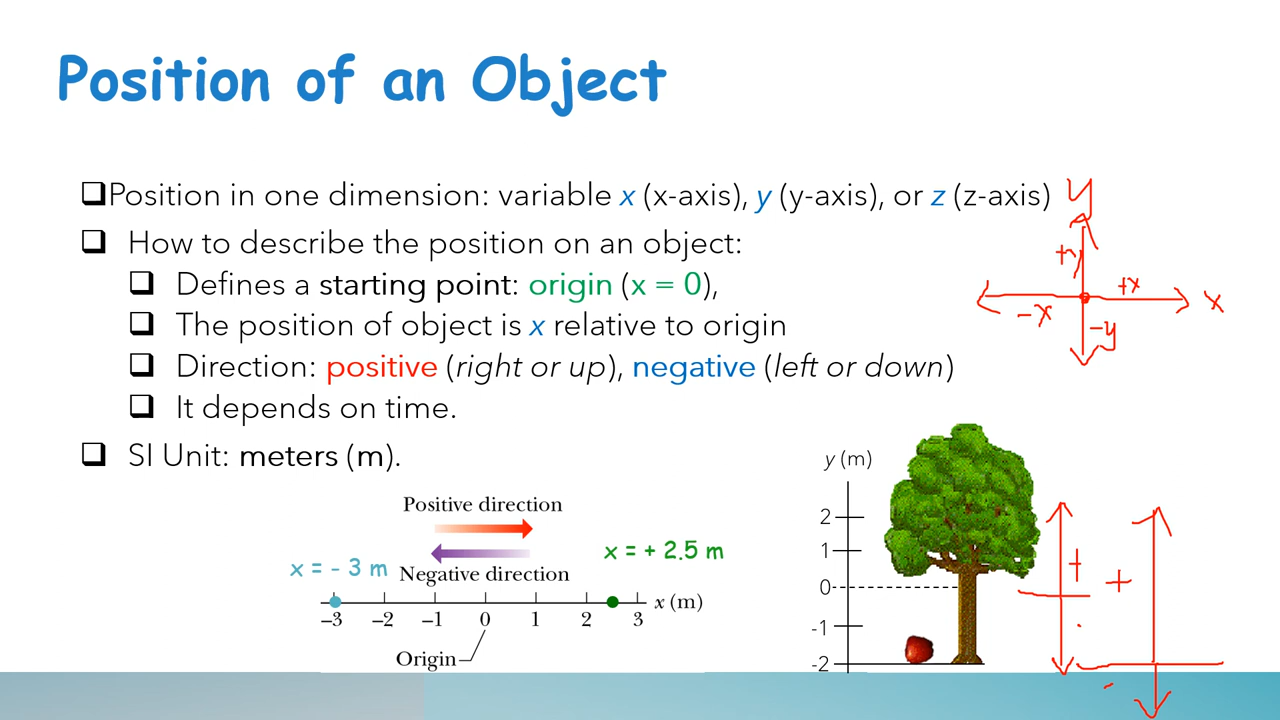 Position of an Object
❑Position in one dimension: variable x (x-axis), y (y-axis), or z (z-axis)
❑ How to describe the position on an object:
❑ Defines a starting point: origin (x = 0),
❑ The position of object is x relative to origin
❑ Direction: positive (right or up), negative (left or down)
❑ It depends on time.
❑ SI Unit: meters (m).
y
+y
+x
x
-x
-y
Positive direction
x = - 3 m
Negative direction
x = + 2.5 m
–3 –2 –1 0 1 2 3 x (m)
Origin
y (m)
2
1
0
-1
-2
+
+
-
-